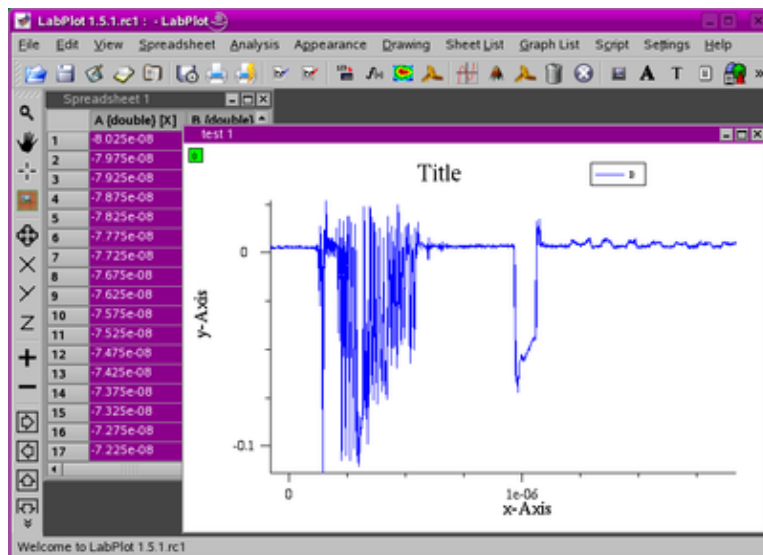 LabPlot 1.5.1.rc1 : - LabPlot
File Edit View Spreadsheet Analysis Appearance Drawing Sheet List Graph List Script Settings Help
Spreadsheet 1
A {double} [X] B {double}
test 1
1 -8.025e-08
2 -7.975e-08
3 -7.925e-08
4 -7.875e-08
5 -7.825e-08
6 -7.775e-08
7 -7.725e-08
8 -7.675e-08
9 -7.625e-08
10 -7.575e-08
11 -7.525e-08
12 -7.475e-08
13 -7.425e-08
14 -7.375e-08
15 -7.325e-08
16 -7.275e-08
17 -7.225e-08
Title
0
y-Axis
-0.1
0 1e-06
x-Axis
Welcome to LabPlot 1.5.1.rc1